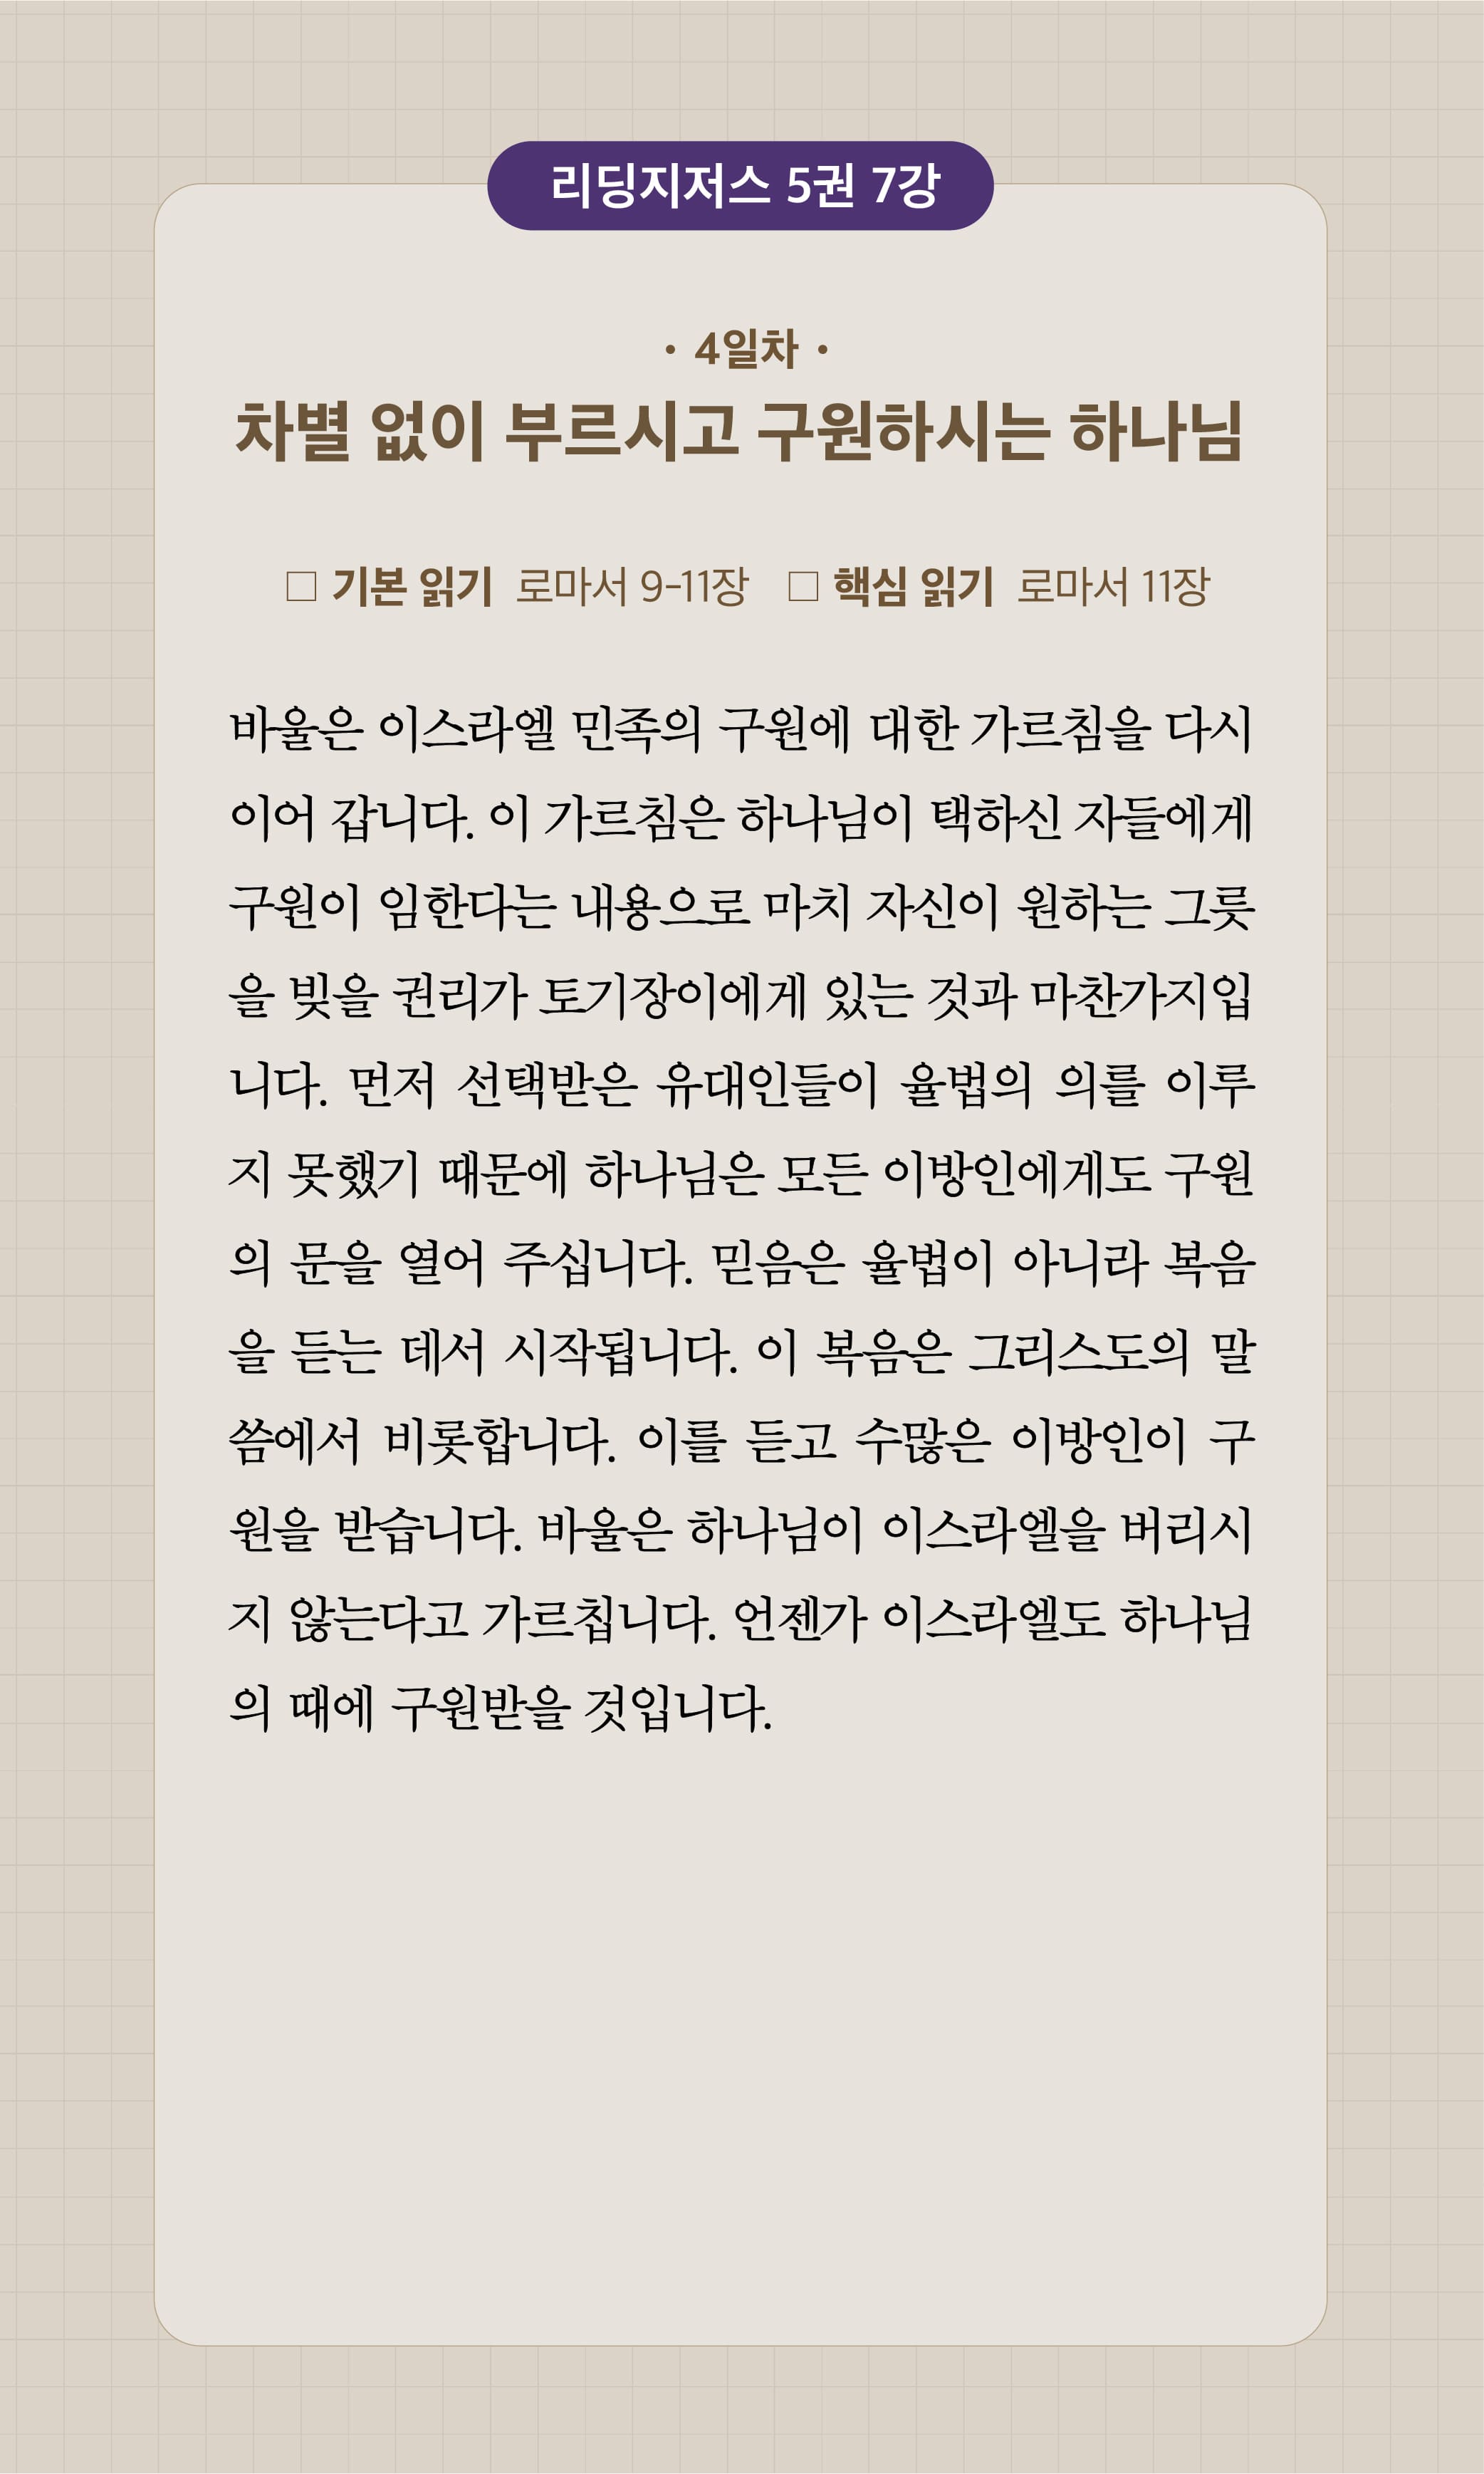 리딩지저스 5권 7강
· 4일차 ·
차별 없이 부르시고 구원하시는 하나님
□ 기본 읽기 로마서 9-11장 □ 핵심 읽기 로마서 11장
바울은 이스라엘 민족의 구원에 대한 가르침을 다시
이어 갑니다. 이 가르침은 하나님이 택하신 자들에게
구원이 임한다는 내용으로 마치 자신이 원하는 그릇
을 빚을 권리가 토기장이에게 있는 것과 마찬가지입
니다. 먼저 선택받은 유대인들이 율법의 의를 이루
지 못했기 때문에 하나님은 모든 이방인에게도 구원
의 문을 열어 주십니다. 믿음은 율법이 아니라 복음
을 듣는 데서 시작됩니다. 이 복음은 그리스도의 말
씀에서 비롯합니다. 이를 듣고 수많은 이방인이 구
원을 받습니다. 바울은 하나님이 이스라엘을 버리시
지 않는다고 가르칩니다. 언젠가 이스라엘도 하나님
의 때에 구원받을 것입니다.